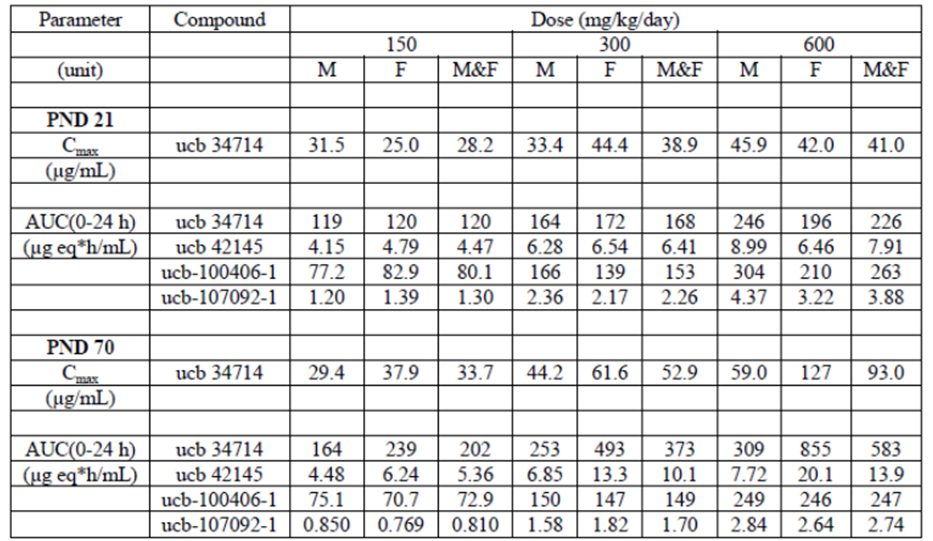 Parameter Compound Dose (mg/kg/day)
150 300 600
(unit) M F M&F M F M&F M F M&F
PND 21
Cmax ucb 34714 31.5 25.0 28.2 33.4 44.4 38.9 45.9 42.0 41.0
(µg/mL)
AUC(0-24 h) ucb 34714 119 120 120 164 172 168 246 196 226
(µg eq*h/mL) ucb 42145 4.15 4.79 4.47 6.28 6.54 6.41 8.99 6.46 7.91
ucb-100406-1 77.2 82.9 80.1 166 139 153 304 210 263
ucb-107092-1 1.20 1.39 1.30 2.36 2.17 2.26 4.37 3.22 3.88
PND 70
Cmax ucb 34714 29.4 37.9 33.7 44.2 61.6 52.9 59.0 127 93.0
(µg/mL)
AUC(0-24 h) ucb 34714 164 239 202 253 493 373 309 855 583
(µg eq*h/mL) ucb 42145 4.48 6.24 5.36 6.85 13.3 10.1 7.72 20.1 13.9
ucb-100406-1 75.1 70.7 72.9 150 147 149 249 246 247
ucb-107092-1 0.850 0.769 0.810 1.58 1.82 1.70 2.84 2.64 2.74